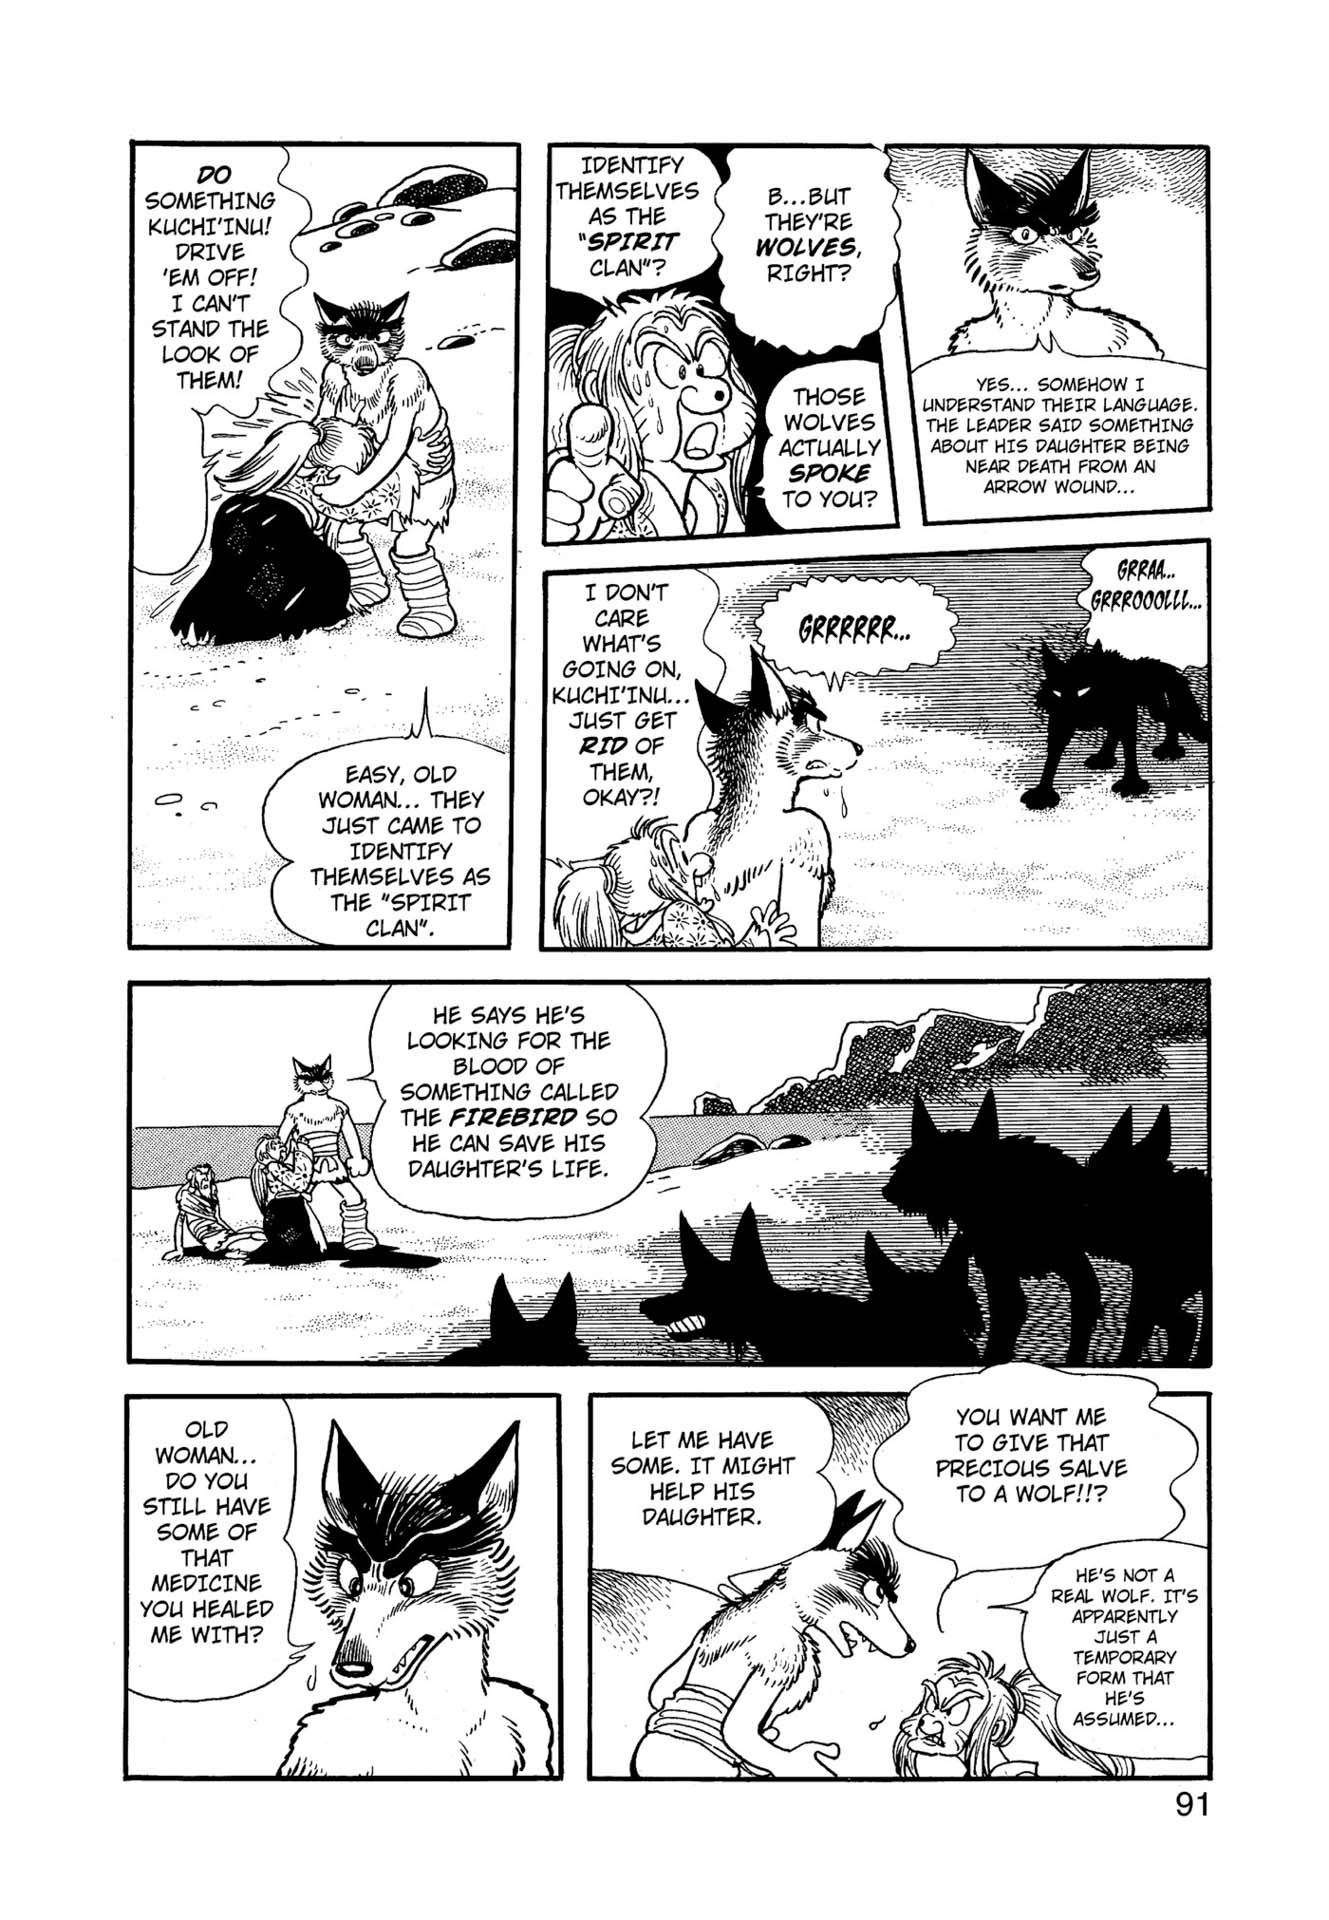 DO
SOMETHING
KUCHI'INU!
DRIVE
'EM OFF!
I CAN'T
STAND THE
LOOK OF
THEM!
EASY, OLD
WOMAN... THEY
JUST CAME TO
IDENTIFY
THEMSELVES AS
THE "SPIRIT
CLAN".
IDENTIFY
THEMSELVES
AS THE
"SPIRIT
CLAN"?
B...BUT
THEY'RE
WOLVES,
RIGHT?
THOSE
WOLVES
ACTUALLY
SPOKE
TO YOU?
YES... SOMEHOW I
UNDERSTAND THEIR LANGUAGE.
THE LEADER SAID SOMETHING
ABOUT HIS DAUGHTER BEING
NEAR DEATH FROM AN
ARROW WOUND...
I DON'T
CARE
WHAT'S
GOING ON,
KUCHI'INU...
JUST GET
RID OF
THEM,
OKAY?!
GRRRRRR...
GRRAA...
GRRROOOLLL...
HE SAYS HE'S
LOOKING FOR THE
BLOOD OF
SOMETHING CALLED
THE FIREBIRD SO
HE CAN SAVE HIS
DAUGHTER'S LIFE.
OLD
WOMAN...
DO YOU
STILL HAVE
SOME OF
THAT
MEDICINE
YOU HEALED
ME WITH?
LET ME HAVE
SOME. IT MIGHT
HELP HIS
DAUGHTER.
YOU WANT ME
TO GIVE THAT
PRECIOUS SALVE
TO A WOLF!!?
HE'S NOT A
REAL WOLF. IT'S
APPARENTLY
JUST A
TEMPORARY
FORM THAT
HE'S
ASSUMED...
91